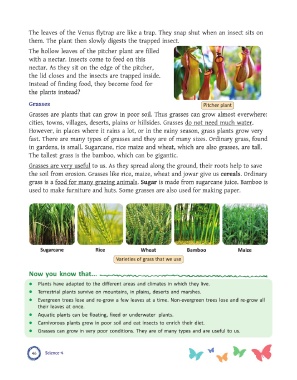 The leaves of the Venus flytrap are like a trap. They snap shut when an insect sits on
them. The plant then slowly digests the trapped insect.
The hollow leaves of the pitcher plant are filled
with a nectar. Insects come to feed on this
nectar. As they sit on the edge of the pitcher,
the lid closes and the insects are trapped inside.
Instead of finding food, they become food for
the plants instead!
Pitcher plant
Grasses
Grasses are plants that can grow in poor soil. Thus grasses can grow almost everywhere:
cities, towns, villages, deserts, plains or hillsides. Grasses do not need much water.
However, in places where it rains a lot, or in the rainy season, grass plants grow very
fast. There are many types of grasses and they are of many sizes. Ordinary grass, found
in gardens, is small. Sugarcane, rice maize and wheat, which are also grasses, are tall.
The tallest grass is the bamboo, which can be gigantic.
Grasses are very useful to us. As they spread along the ground, their roots help to save
the soil from erosion. Grasses like rice, maize, wheat and jowar give us cereals. Ordinary
grass is a food for many grazing animals. Sugar is made from sugarcane juice. Bamboo is
used to make furniture and huts. Some grasses are also used for making paper.
Sugarcane Rice Wheat Bamboo Maize
Varieties of grass that we use
Now you know that...
• Plants have adapted to the different areas and climates in which they live.
• Terrestrial plants survive on mountains, in plains, deserts and marshes.
• Evergreen trees lose and re-grow a few leaves at a time. Non-evergreen trees lose and re-grow all
their leaves at once.
• Aquatic plants can be floating, fixed or underwater plants.
• Carnivorous plants grow in poor soil and eat insects to enrich their diet.
• Grasses can grow in very poor conditions. They are of many types and are useful to us.
46 Science 4